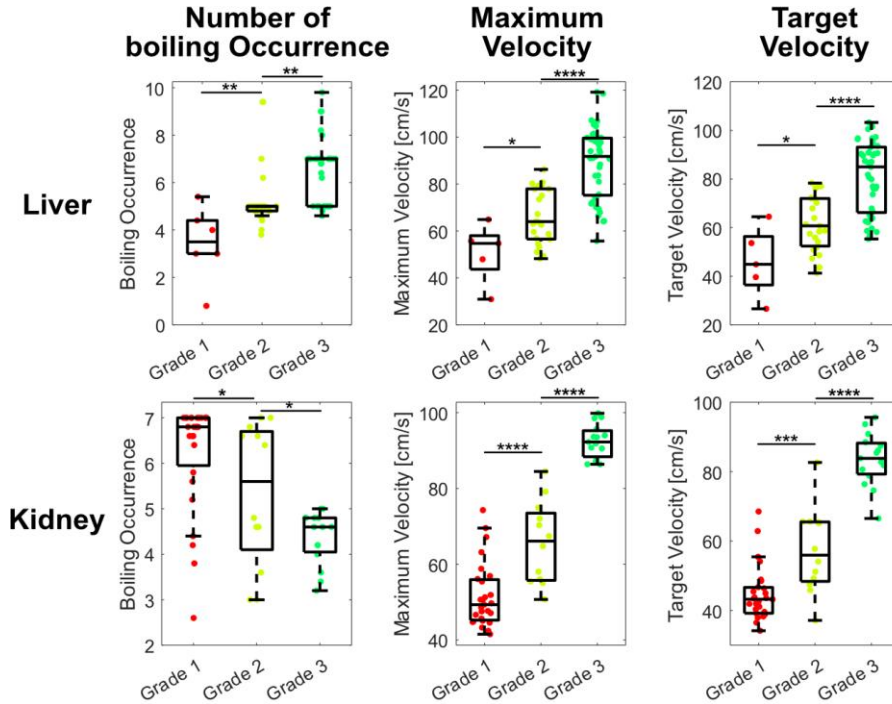 Number of
boiling Occurrence
Maximum
Velocity
Target
Velocity
Liver
Boiling Occurrence
10
8
6
4
2
0
**
**
Grade 1
Grade 2
Grade 3
Maximum Velocity [cm/s]
120
100
80
60
40
20
*
****
Grade 1
Grade 2
Grade 3
Target Velocity [cm/s]
120
100
80
60
40
20
*
****
Grade 1
Grade 2
Grade 3
Kidney
Boiling Occurrence
7
6
5
4
3
2
*
*
Grade 1
Grade 2
Grade 3
Maximum Velocity [cm/s]
100
80
60
40
****
****
Grade 1
Grade 2
Grade 3
Target Velocity [cm/s]
100
80
60
40
***
****
Grade 1
Grade 2
Grade 3